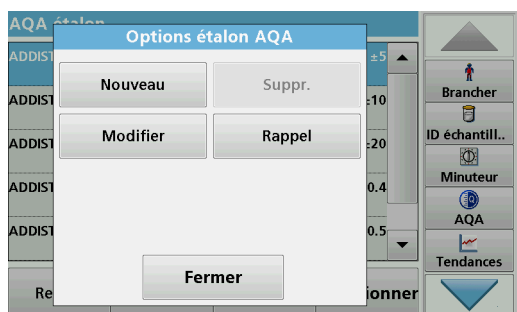 AQA étalon
Options étalon AQA
ADDIST ±5
Nouveau Suppr.
ADDIST ±10
Modifier Rappel
ADDIST ±20
ADDIST 0.4
ADDIST 0.5
Fermer
Re ionner
Brancher
ID échantill..
Minuteur
AQA
Tendances